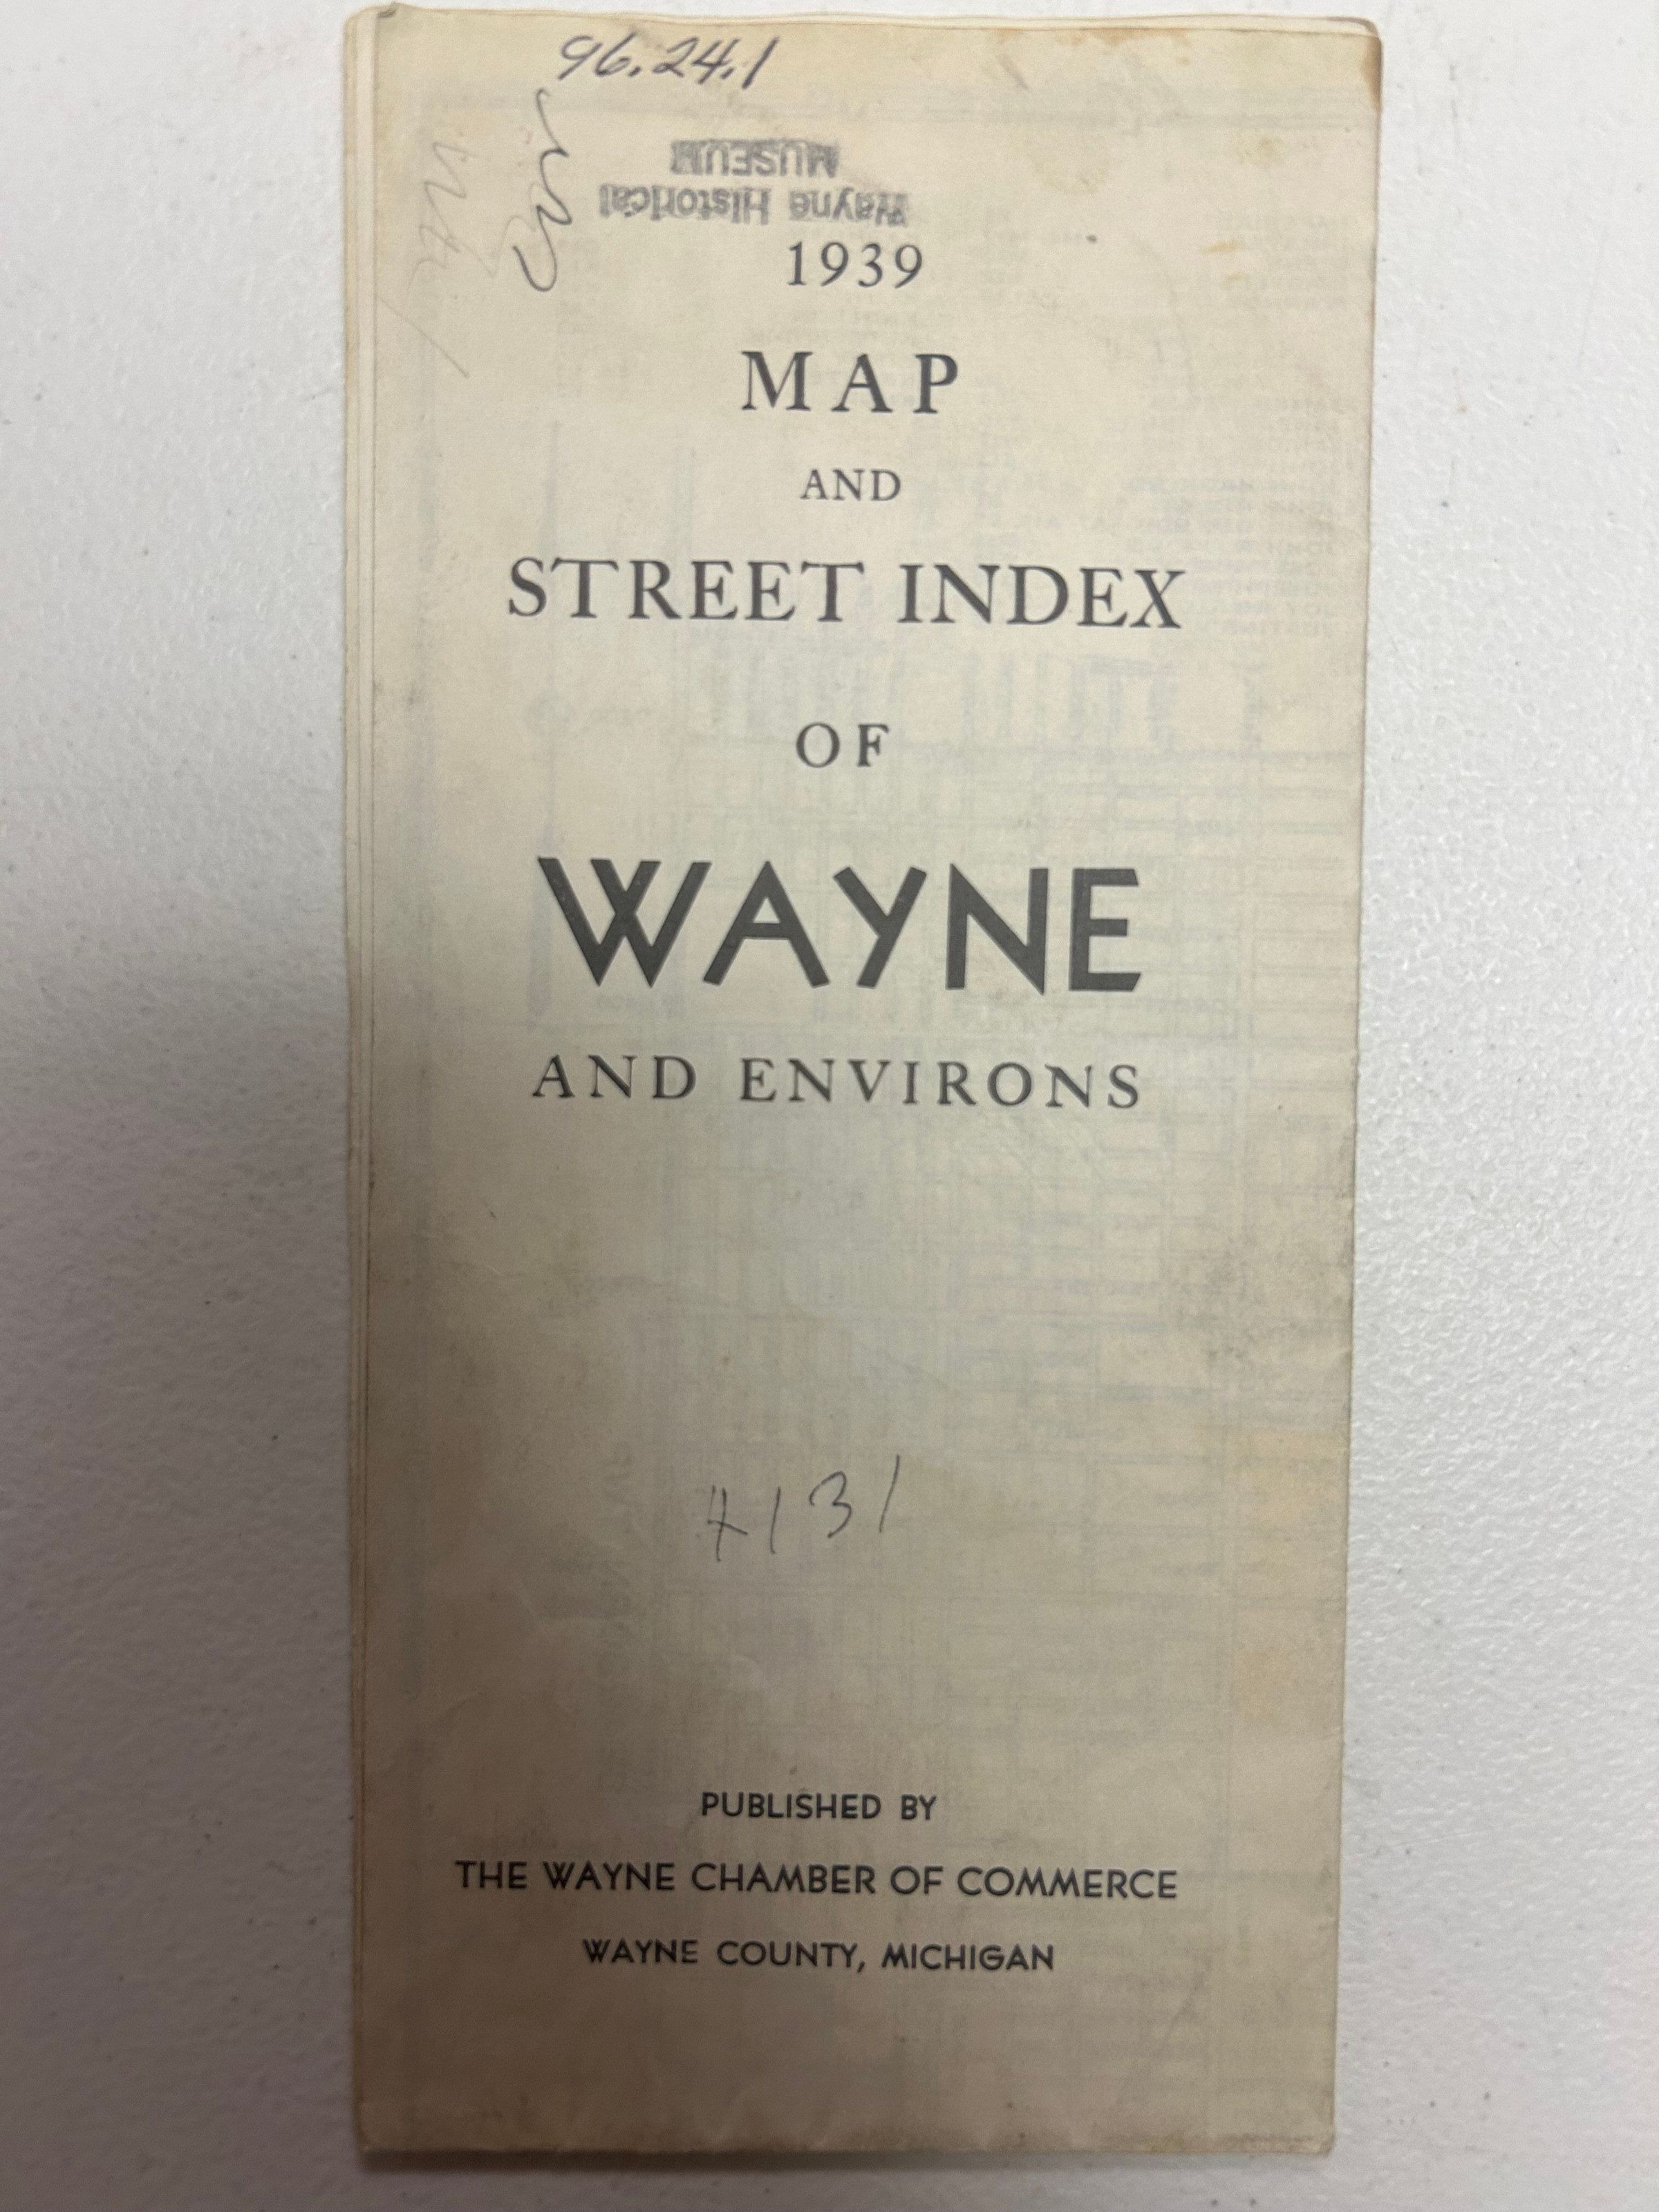 96.24.1
Wayne Historical
MUSEUM
1939
MAP
AND
STREET INDEX
OF
WAYNE
AND ENVIRONS
4131
PUBLISHED BY
THE WAYNE CHAMBER OF COMMERCE
WAYNE COUNTY, MICHIGAN